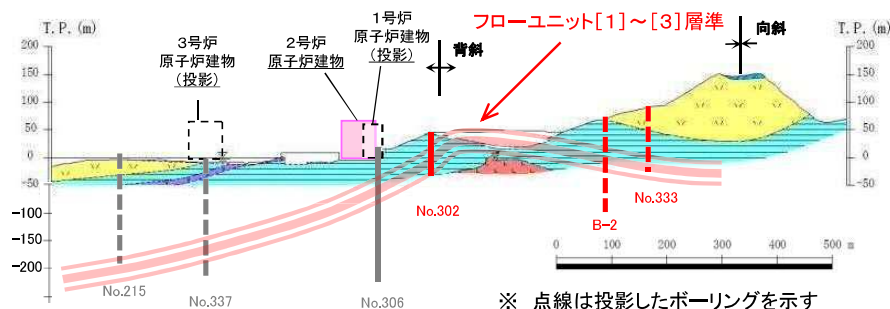 T.P.(m)
200
150
100
50
0
-50
-100
-150
-200
3号炉
原子炉建物
(投影)
2号炉
原子炉建物
1号炉
原子炉建物
(投影)
背斜
フローユニット[1]~[3]層準
向斜
T.P.(m)
200
150
100
50
0
-50
No.302
B-2
No.333
No.215
No.337
No.306
0 100 200 300 400 500 m
※ 点線は投影したボーリングを示す